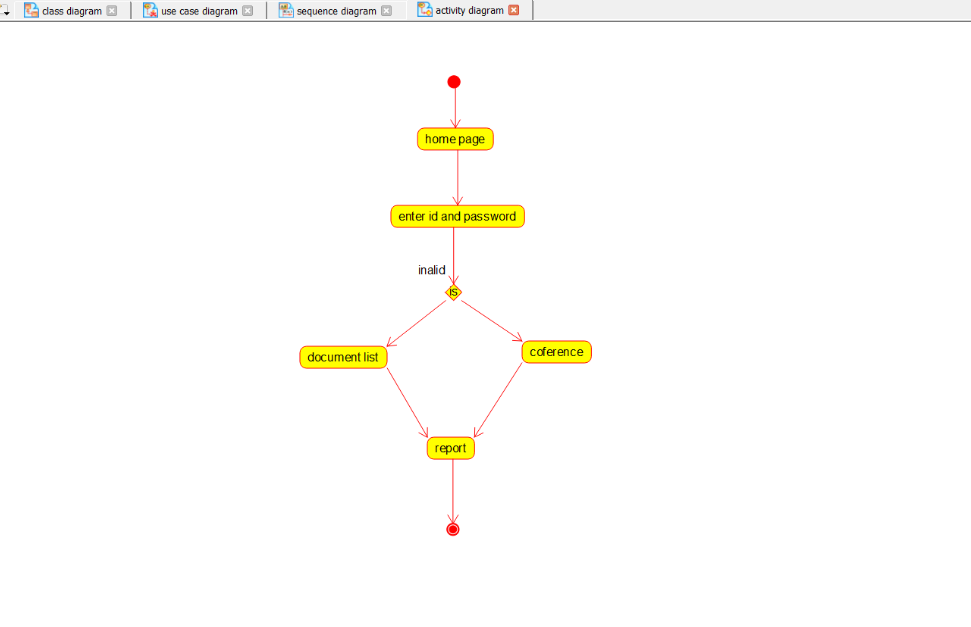 class diagram
use case diagram
sequence diagram
activity diagram
home page
enter id and password
inalid
is
document list
coference
report